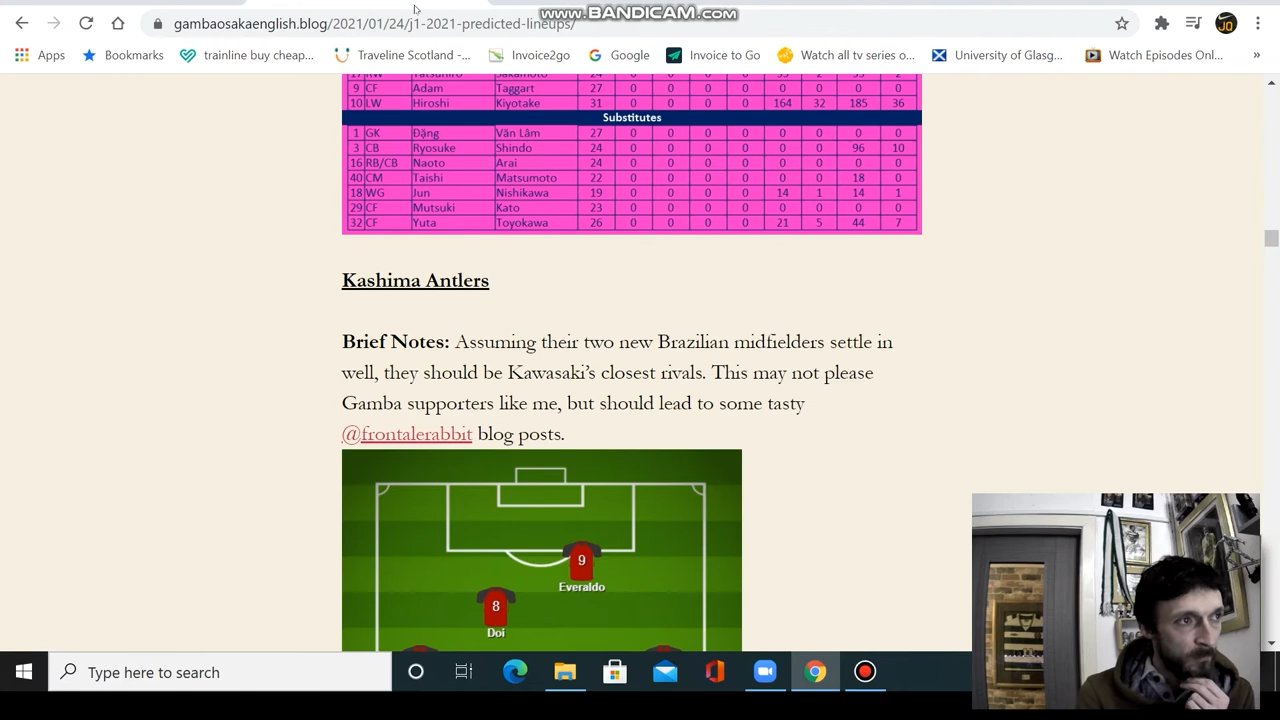 www.BANDICAM.com
gambaosakaenglish.blog/2021/01/24/j1-2021-predicted-lineups/
Apps Bookmarks trainline buy cheap... Traveline Scotland -... Invoice2go Google Invoice to Go Watch all tv series o... University of Glasg... Watch Episodes Onl... »
17 RW Tatsuhiro Sakamoto 24 0 0 0 0 33 2 33 2
9 CF Adam Taggart 27 0 0 0 0 0 0 0 0
10 LW Hiroshi Kiyotake 31 0 0 0 0 164 32 185 36
Substitutes
1 GK Đặng Văn Lâm 27 0 0 0 0 0 0 0 0
3 CB Ryosuke Shindo 24 0 0 0 0 0 0 96 10
16 RB/CB Naoto Arai 24 0 0 0 0 0 0 0 0
40 CM Taishi Matsumoto 22 0 0 0 0 0 0 18 0
18 WG Jun Nishikawa 19 0 0 0 0 14 1 14 1
29 CF Mutsuki Kato 23 0 0 0 0 0 0 0 0
32 CF Yuta Toyokawa 26 0 0 0 0 21 5 44 7
Kashima Antlers
Brief Notes: Assuming their two new Brazilian midfielders settle in
well, they should be Kawasaki's closest rivals. This may not please
Gamba supporters like me, but should lead to some tasty
@frontalerabbit blog posts.
9
Everaldo
8
Doi
Type here to search